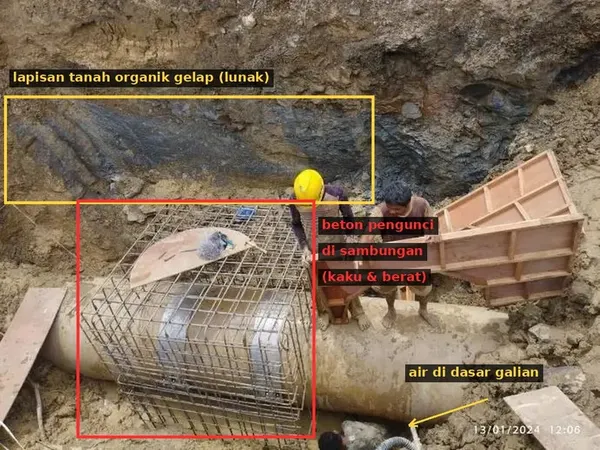 lapisan tanah organik gelap (lunak)
beton pengunci
di sambungan
(kaku & berat)
air di dasar galian
13/01/2024 12:06